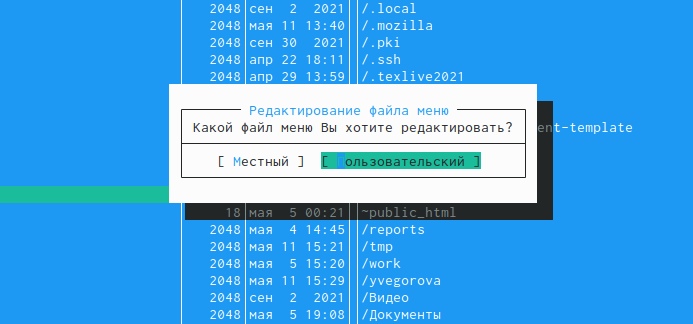 2048 сен  2  2021 /.local
2048 мая 11 13:40 /.mozilla
2048 сен 30  2021 /.pki
2048 апр 22 18:11 /.ssh
2048 апр 29 13:59 /.texlive2021
Редактирование файла меню
Какой файл меню Вы хотите редактировать? ent-template
[ Местный ]  [ Пользовательский ]
18 мая  5 00:21 ~public_html
2048 мая  4 14:45 /reports
2048 мая 11 15:21 /tmp
2048 мая  5 15:20 /work
2048 мая 11 15:29 /yvegorova
2048 сен  2  2021 /Видео
2048 мая  5 19:08 /Документы